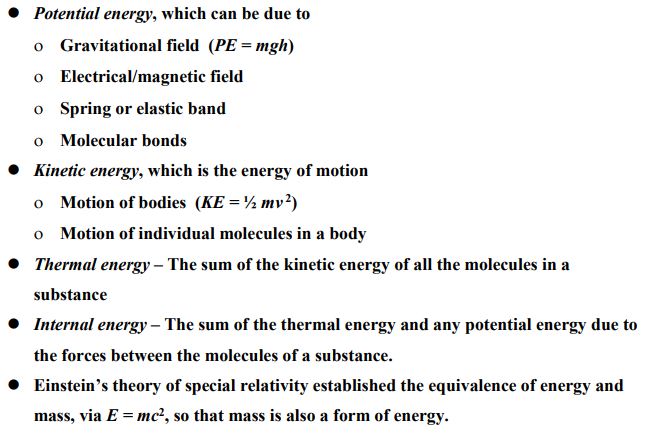 ● Potential energy, which can be due to
o Gravitational field (PE = mgh)
o Electrical/magnetic field
o Spring or elastic band
o Molecular bonds
● Kinetic energy, which is the energy of motion
o Motion of bodies (KE = ½ mv²)
o Motion of individual molecules in a body
● Thermal energy – The sum of the kinetic energy of all the molecules in a
substance
● Internal energy – The sum of the thermal energy and any potential energy due to
the forces between the molecules of a substance.
● Einstein’s theory of special relativity established the equivalence of energy and
mass, via E = mc², so that mass is also a form of energy.